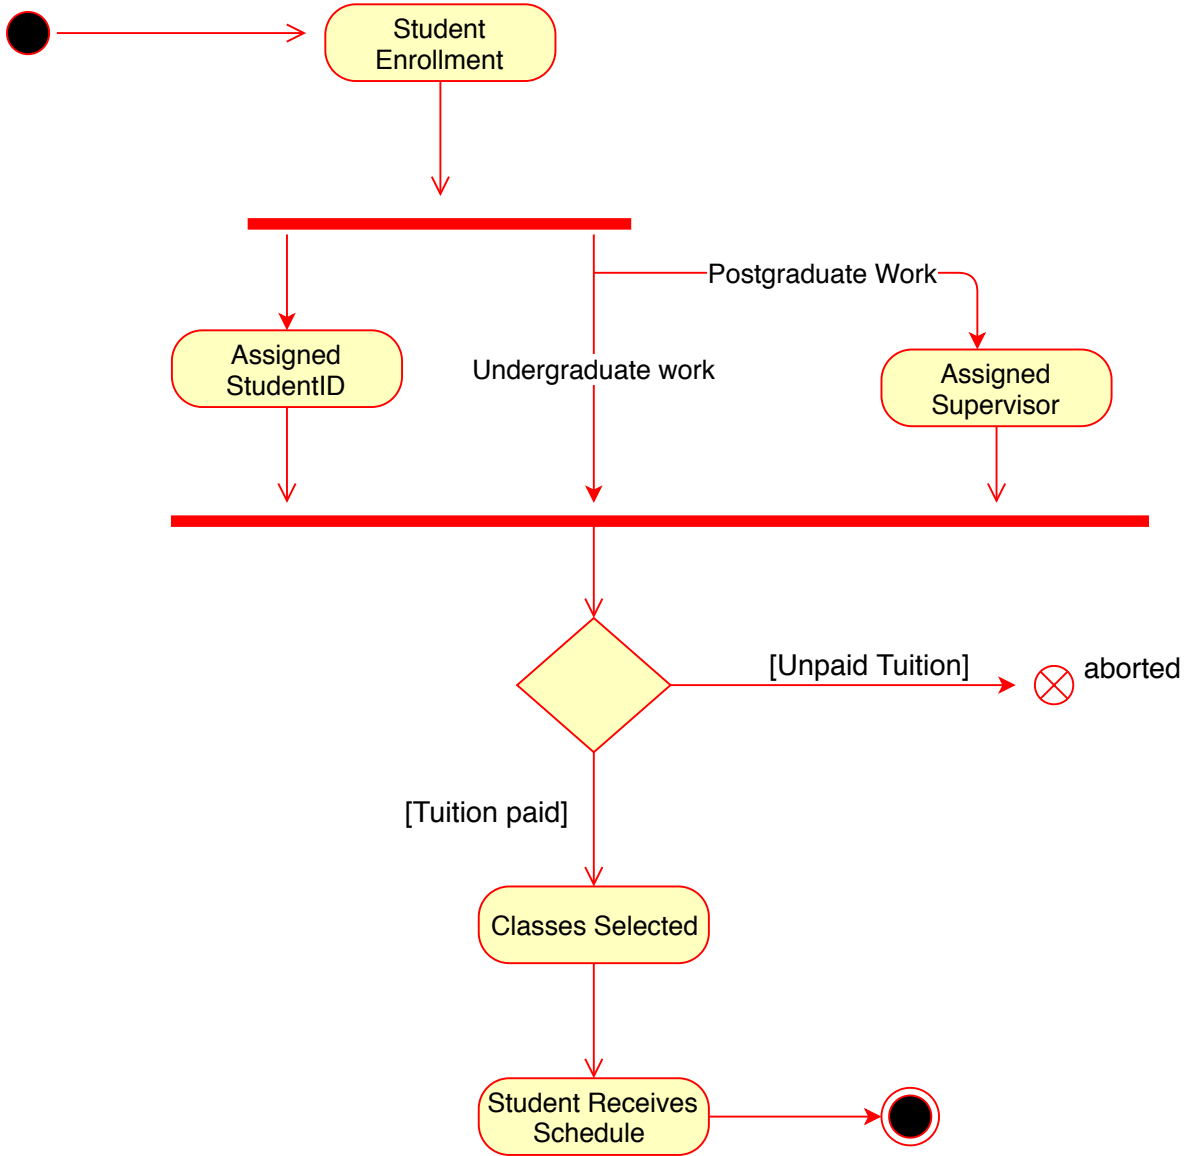 Student
Enrollment
Postgraduate Work
Assigned
StudentID
Undergraduate work
Assigned
Supervisor
[Unpaid Tuition]
aborted
[Tuition paid]
Classes Selected
Student Receives
Schedule